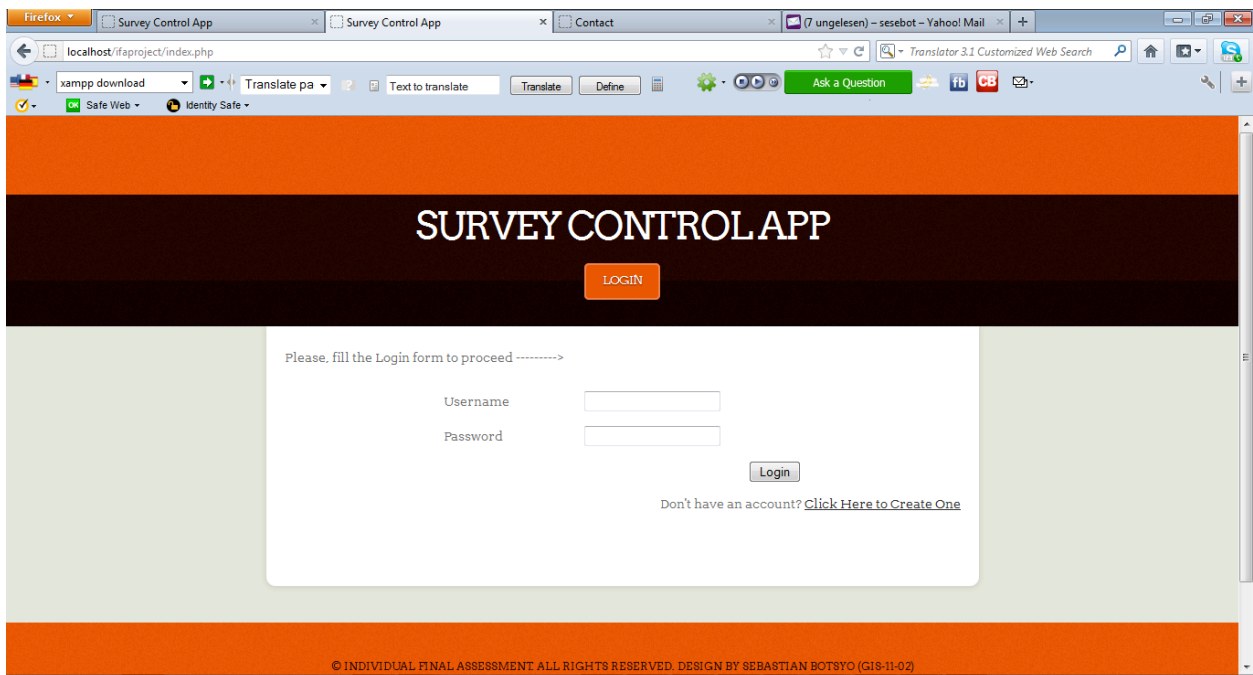 Firefox
Survey Control App
Survey Control App
Contact
(7 ungelesen) – sesebot – Yahoo! Mail
localhost/ifaproject/index.php
Translator 3.1 Customized Web Search
xampp download
Translate pa
Text to translate
Translate
Define
Ask a Question
fb
CB
OK Safe Web
Identity Safe
SURVEY CONTROL APP
LOGIN
Please, fill the Login form to proceed --------->
Username
Password
Login
Don't have an account? Click Here to Create One
© INDIVIDUAL FINAL ASSESSMENT ALL RIGHTS RESERVED. DESIGN BY SEBASTIAN BOTSYO (GIS-11-02)